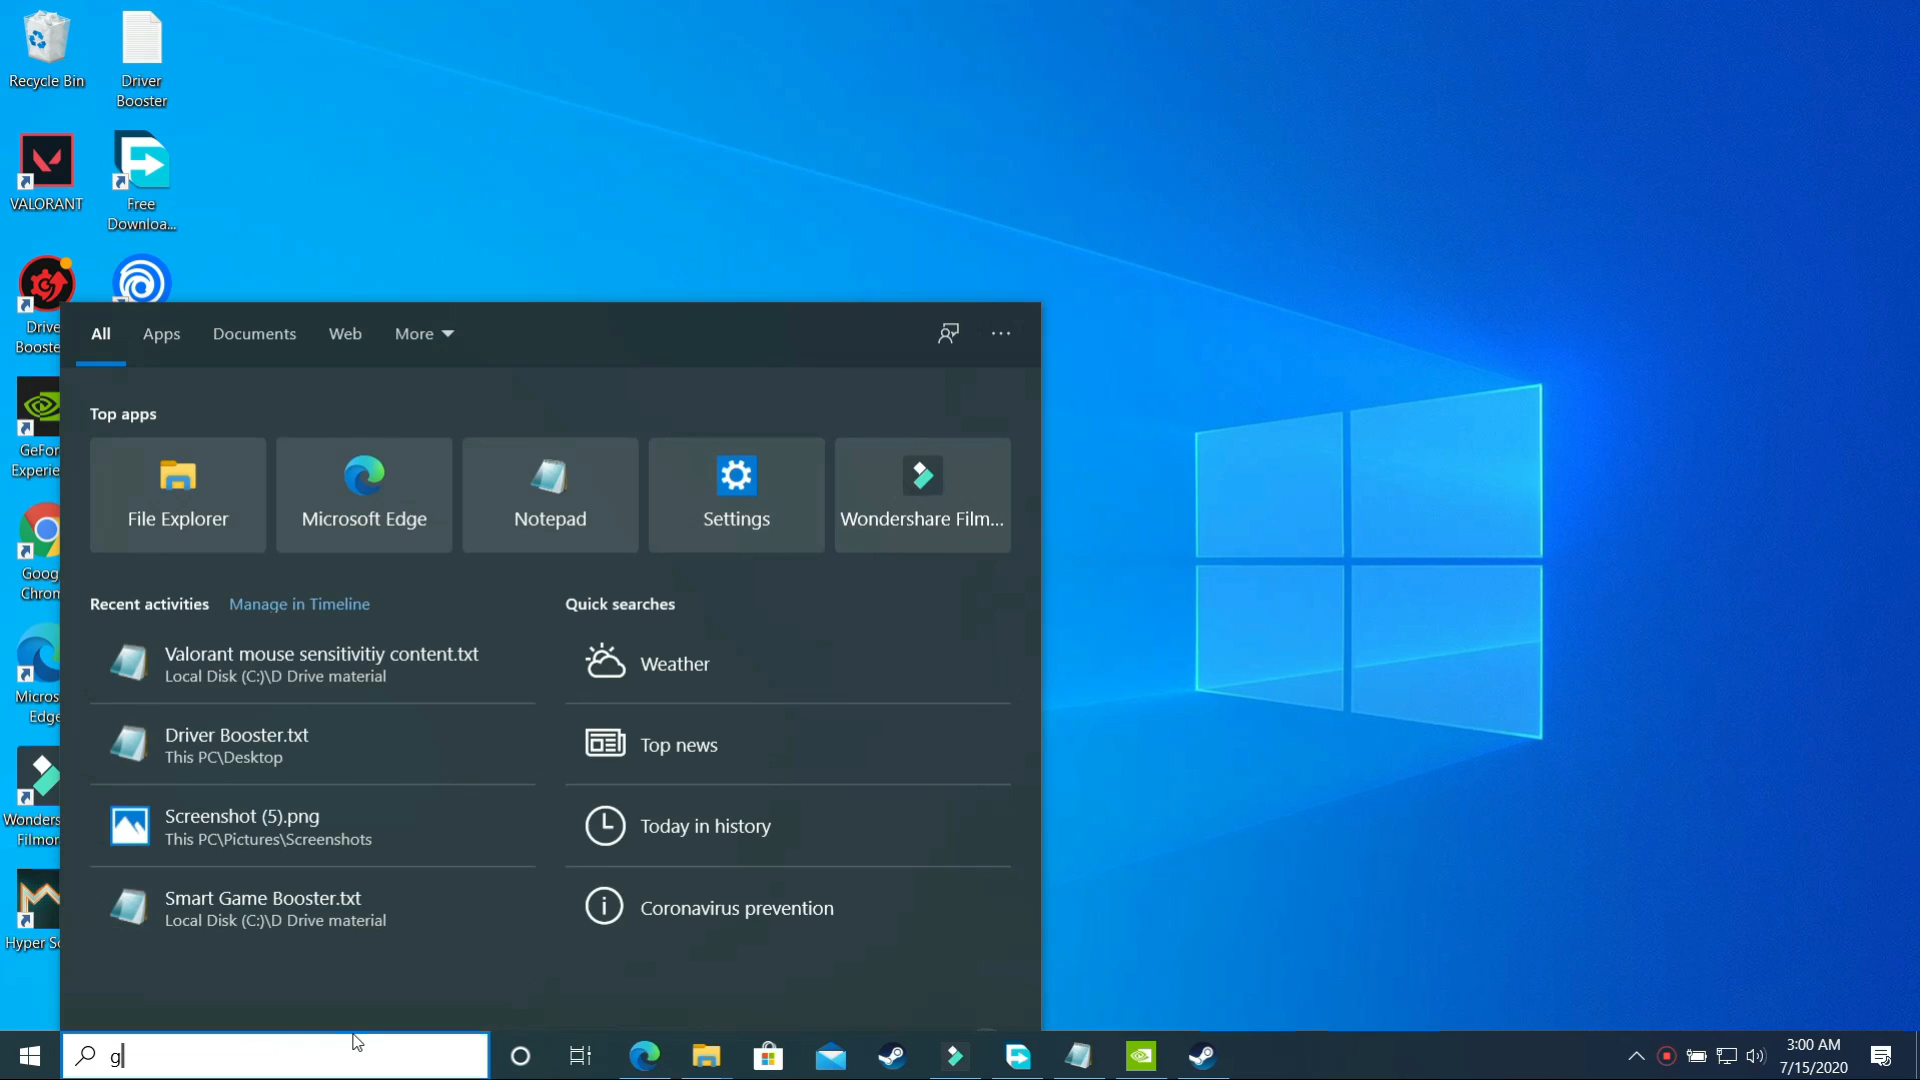 Recycle Bin
Driver
Booster
VALORANT
Free
Downloa...
Drive
Booste
GeFor
Experie
Goog
Chron
Micros
Edge
Wonders
Filmor
Hyper Sc
All
Apps
Documents
Web
More
Top apps
File Explorer
Microsoft Edge
Notepad
Settings
Wondershare Film...
Recent activities
Manage in Timeline
Valorant mouse sensitivitiy content.txt
Local Disk (C:)\D Drive material
Driver Booster.txt
This PC\Desktop
Screenshot (5).png
This PC\Pictures\Screenshots
Smart Game Booster.txt
Local Disk (C:)\D Drive material
Quick searches
Weather
Top news
Today in history
Coronavirus prevention
g
3:00 AM
7/15/2020